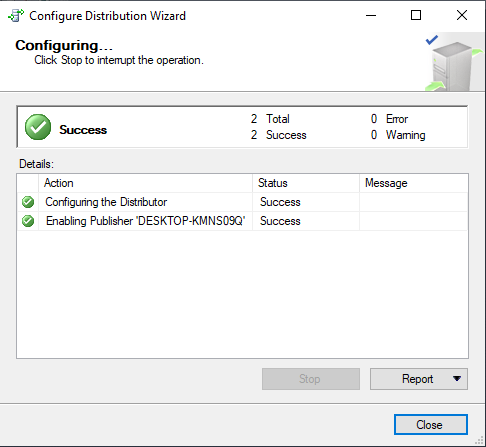 Configure Distribution Wizard
Configuring...
Click Stop to interrupt the operation.
Success
2 Total 0 Error
2 Success 0 Warning
Details:
Action Status Message
Configuring the Distributor Success
Enabling Publisher 'DESKTOP-KMNS09Q' Success
Stop Report
Close